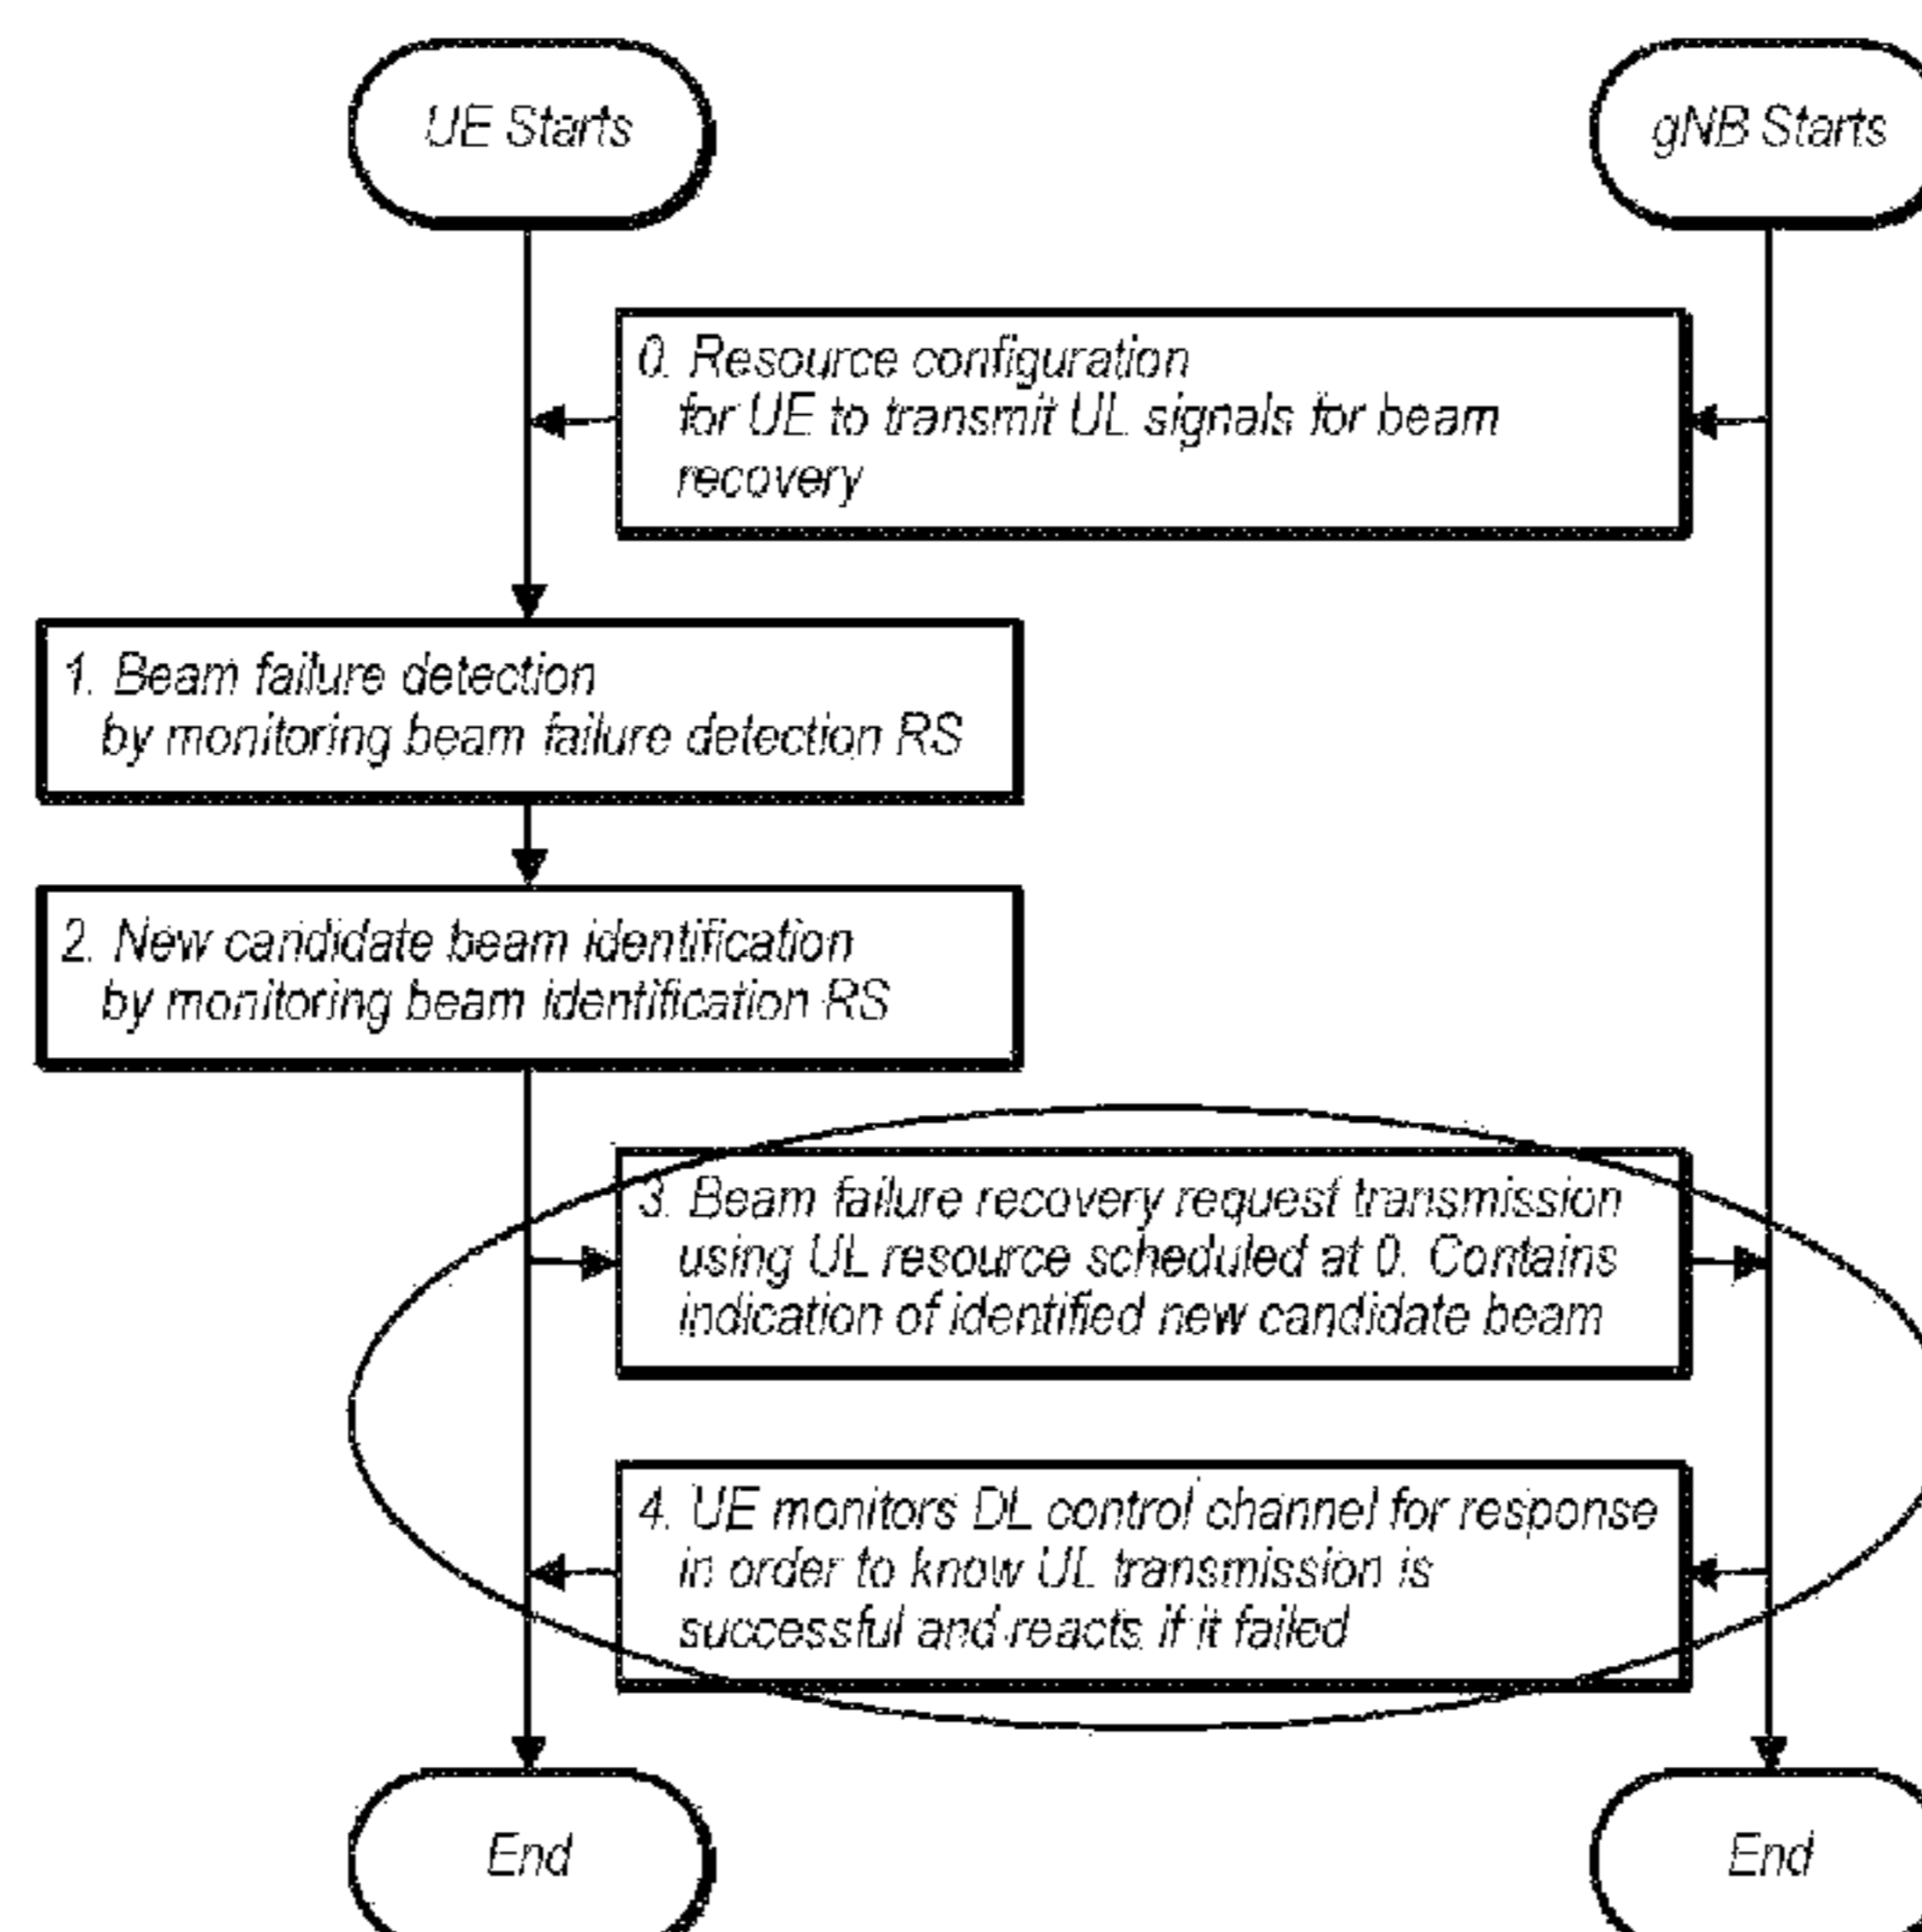 UE Starts
gNB Starts
0. Resource configuration
for UE to transmit UL signals for beam
recovery
1. Beam failure detection
by monitoring beam failure detection RS
2. New candidate beam identification
by monitoring beam identification RS
3. Beam failure recovery request transmission
using UL resource scheduled at 0. Contains
indication of identified new candidate beam
4. UE monitors DL control channel for response
in order to know UL transmission is
successful and reacts if it failed
End
End